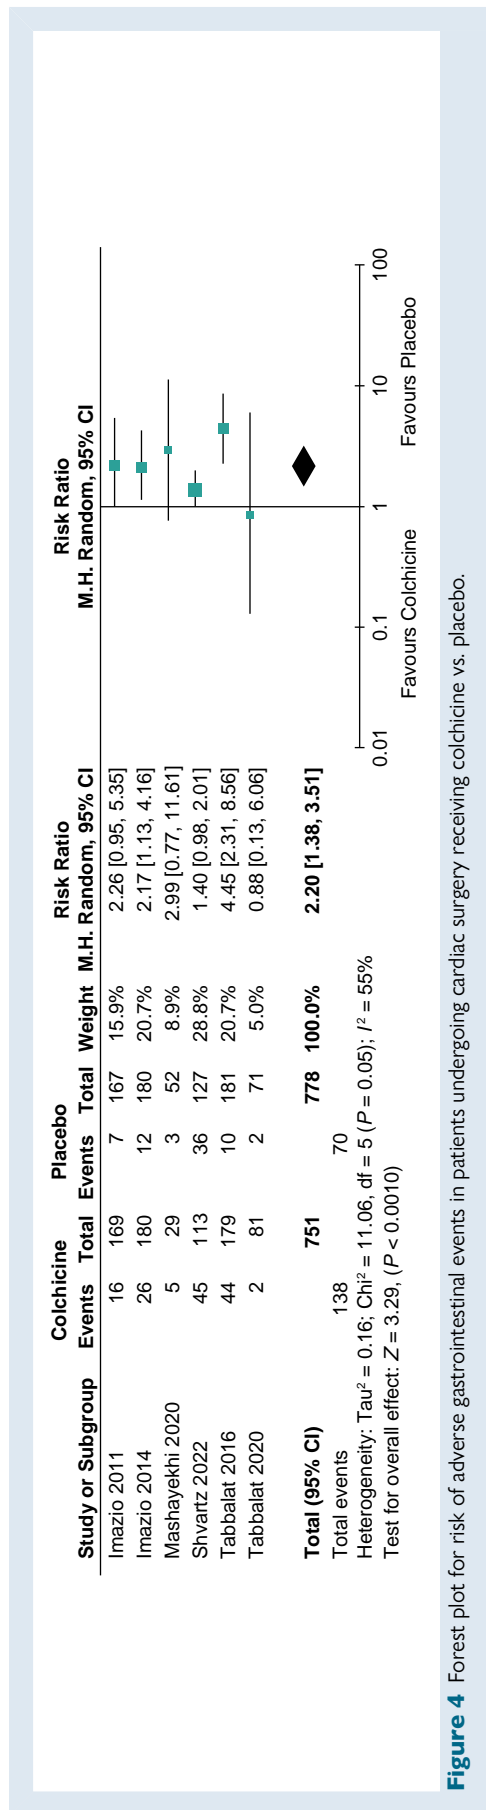 Colchicine Placebo Risk Ratio Risk Ratio
Study or Subgroup Events Total Events Total Weight M.H. Random, 95% CI M.H. Random, 95% CI
Imazio 2011 16 169 7 167 15.9% 2.26 [0.95, 5.35]
Imazio 2014 26 180 12 180 20.7% 2.17 [1.13, 4.16]
Mashayekhi 2020 5 29 3 52 8.9% 2.99 [0.77, 11.61]
Shvartz 2022 45 113 36 127 28.8% 1.40 [0.98, 2.01]
Tabbalat 2016 44 179 10 181 20.7% 4.45 [2.31, 8.56]
Tabbalat 2020 2 81 2 71 5.0% 0.88 [0.13, 6.06]
Total (95% CI) 751 778 100.0% 2.20 [1.38, 3.51]
Total events 138 70
Heterogeneity: Tau² = 0.16; Chi² = 11.06, df = 5 (P = 0.05); I² = 55%
Test for overall effect: Z = 3.29, (P < 0.0010)
0.01 0.1 1 10 100
Favours Colchicine Favours Placebo
Figure 4 Forest plot for risk of adverse gastrointestinal events in patients undergoing cardiac surgery receiving colchicine vs. placebo.